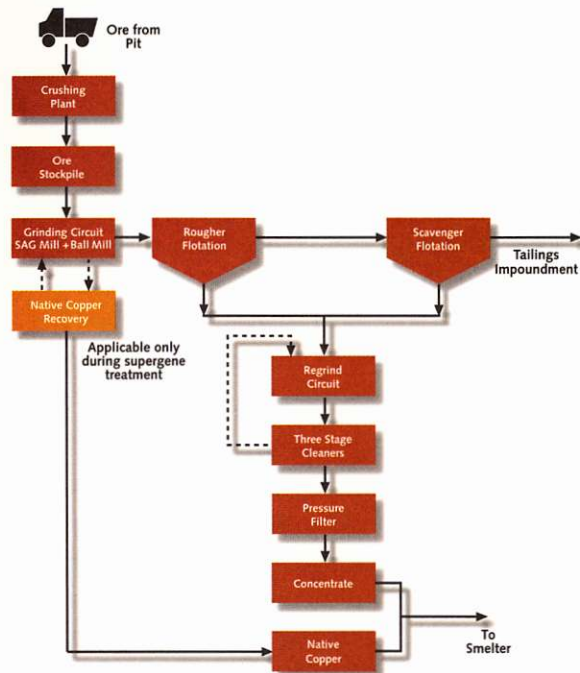 Ore from
Pit
Crushing
Plant
Ore
Stockpile
Grinding Circuit
SAG Mill + Ball Mill
Rougher
Flotation
Scavenger
Flotation
Tailings
Impoundment
Native Copper
Recovery
Applicable only
during supergene
treatment
Regrind
Circuit
Three Stage
Cleaners
Pressure
Filter
Concentrate
Native
Copper
To
Smelter